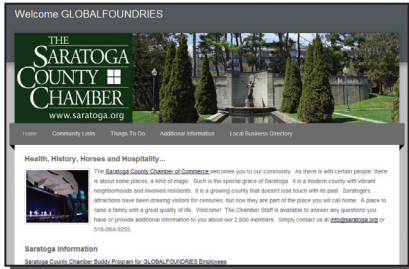 Welcome GLOBALFOUNDRIES
THE
SARATOGA
COUNTY
CHAMBER
www.saratoga.org
Home Community Links Things To Do Additional Information Local Business Directory
Health, History, Horses and Hospitality...
The Saratoga County Chamber of Commerce welcomes you to our community. As there is with certain people, there
is about some places, a kind of magic. Such is the special grace of Saratoga. It is a modern county with vibrant
neighborhoods and involved residents. It is a growing county that doesn't lose touch with its past. Saratoga's
attractions have been drawing visitors for centuries, but now they are part of the place you will call home. A place to
raise a family with a great quality of life. Welcome! The Chamber Staff is available to answer any questions you
have or provide additional information to you about our 2,800 members. Simply contact us at info@saratoga.org or
518-584-3255
Saratoga Information
Saratoga County Chamber Buddy Program for GLOBALFOUNDRIES Employees